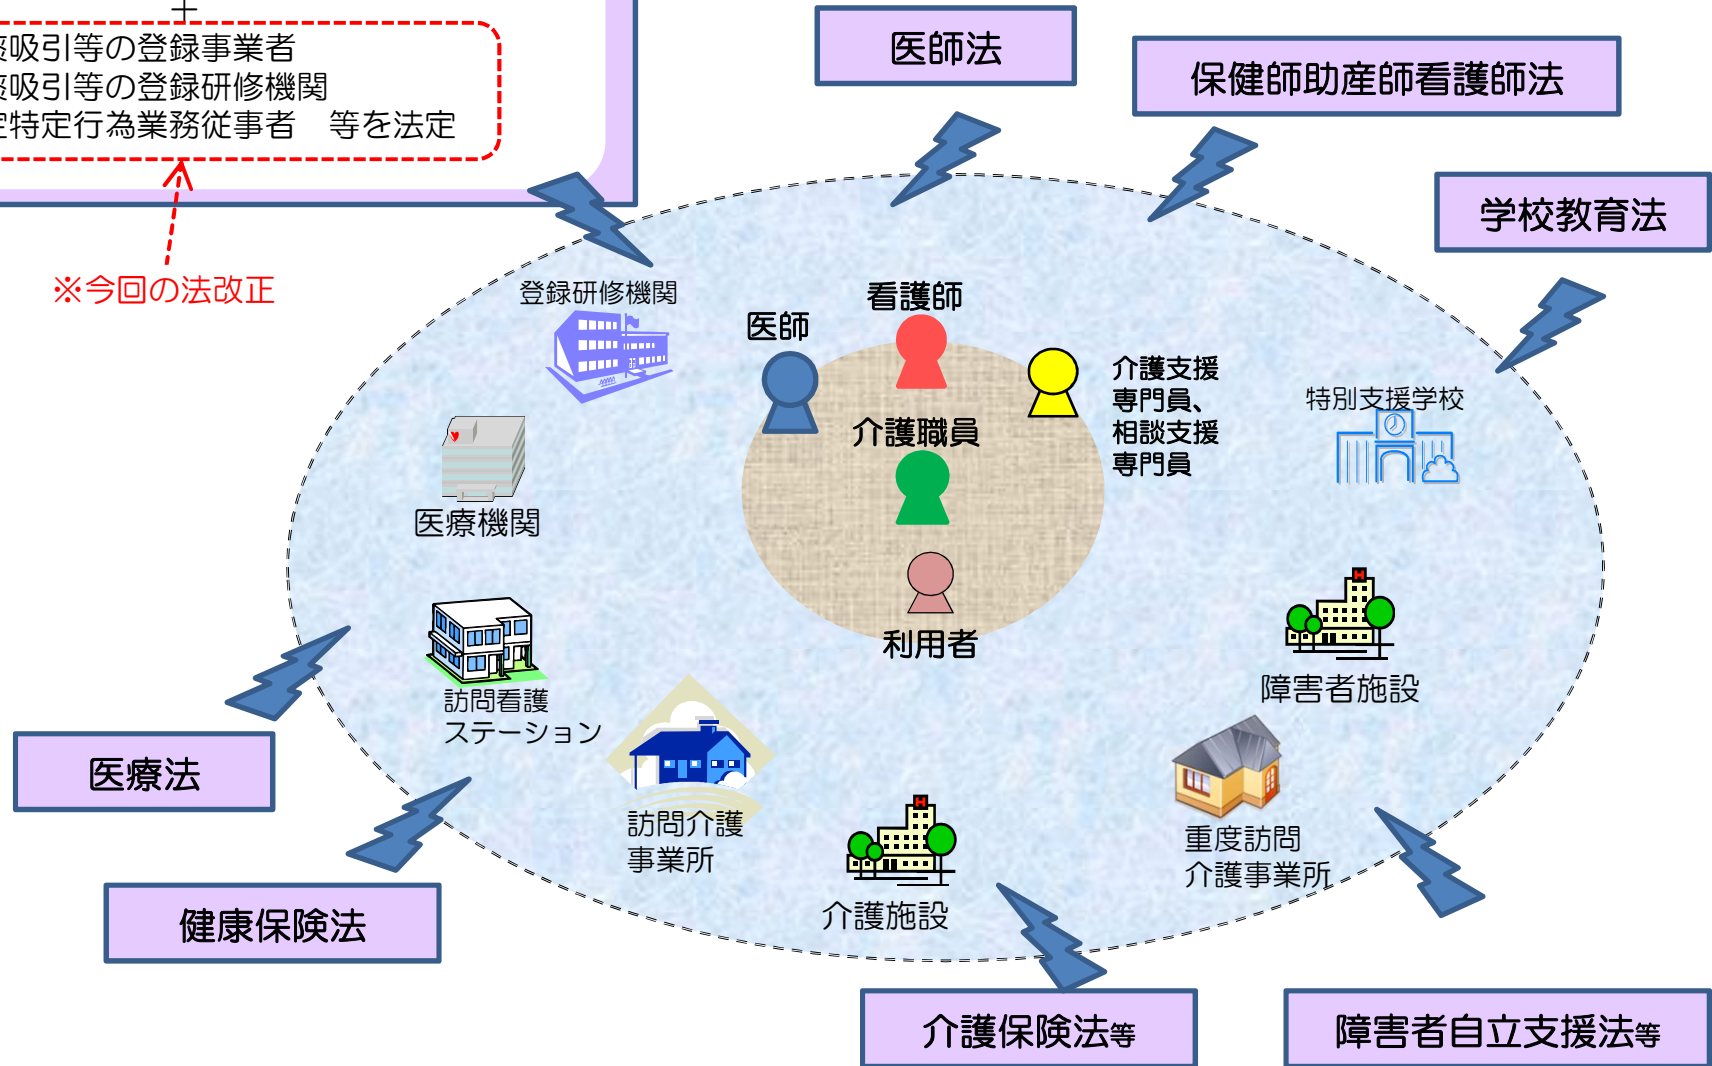 ＋
吸引等の登録事業者
吸引等の登録研修機関
特定行為業務従事者　等を法定
※今回の法改正
医師法
保健師助産師看護師法
学校教育法
登録研修機関
医師
看護師
介護支援
専門員、
相談支援
専門員
介護職員
利用者
特別支援学校
医療機関
訪問看護
ステーション
訪問介護
事業所
介護施設
障害者施設
重度訪問
介護事業所
医療法
健康保険法
介護保険法等
障害者自立支援法等